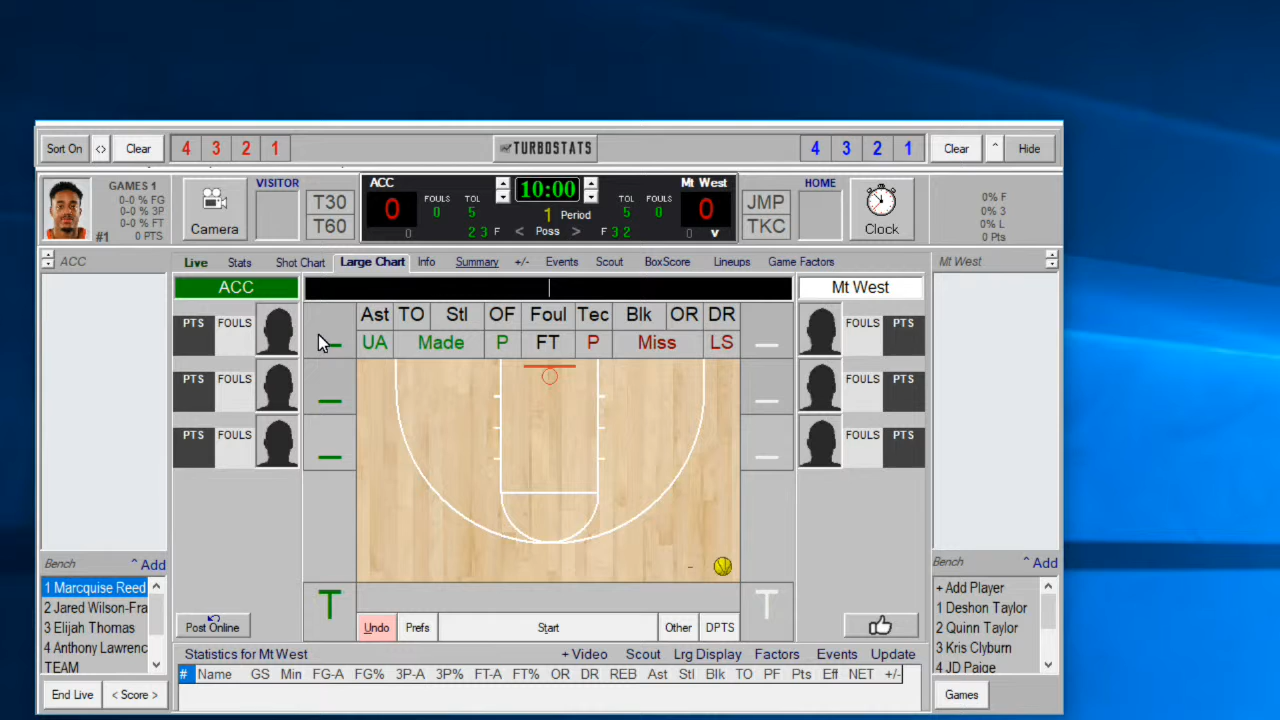 Sort On <> Clear 4 3 2 1 TURBOSTATS 4 3 2 1 Clear ^ Hide
GAMES 1
0-0 % FG
0-0 % 3P
0-0 % FT
0 PTS
#1
Camera
VISITOR
T30
T60
ACC 10:00 Mt West
0 FOULS TOL TOL FOULS 0
0 5 1 Period 5 0
0 2 3 F < Poss > F 3 2 0 v
JMP
TKC
HOME
Clock
0% F
0% 3
0% L
0 Pts
ACC Live Stats Shot Chart Large Chart Info Summary +/- Events Scout BoxScore Lineups Game Factors Mt West
ACC Mt West
PTS FOULS Ast TO Stl OF Foul Tec Blk OR DR FOULS PTS
UA Made P FT P Miss LS
PTS FOULS FOULS PTS
PTS FOULS FOULS PTS
Bench ^ Add
1 Marcquise Reed
2 Jared Wilson-Fra
3 Elijah Thomas
4 Anthony Lawrenc
TEAM
End Live < Score >
Post Online T Undo Prefs Start Other DPTS T
Bench ^ Add
+ Add Player
1 Deshon Taylor
2 Quinn Taylor
3 Kris Clyburn
4 JD Paige
Games
Statistics for Mt West + Video Scout Lrg Display Factors Events Update
# Name GS Min FG-A FG% 3P-A 3P% FT-A FT% OR DR REB Ast Stl Blk TO PF Pts Eff NET +/-